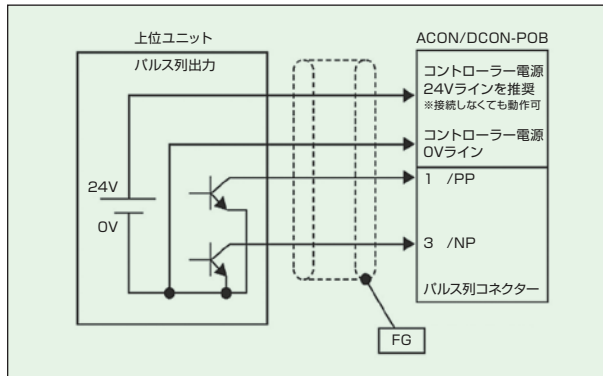 上位ユニット
パルス列出力
24V
0V
ACON/DCON-POB
コントローラー電源
24Vラインを推奨
※接続しなくても動作可
コントローラー電源
0Vライン
1 /PP
3 /NP
パルス列コネクター
FG